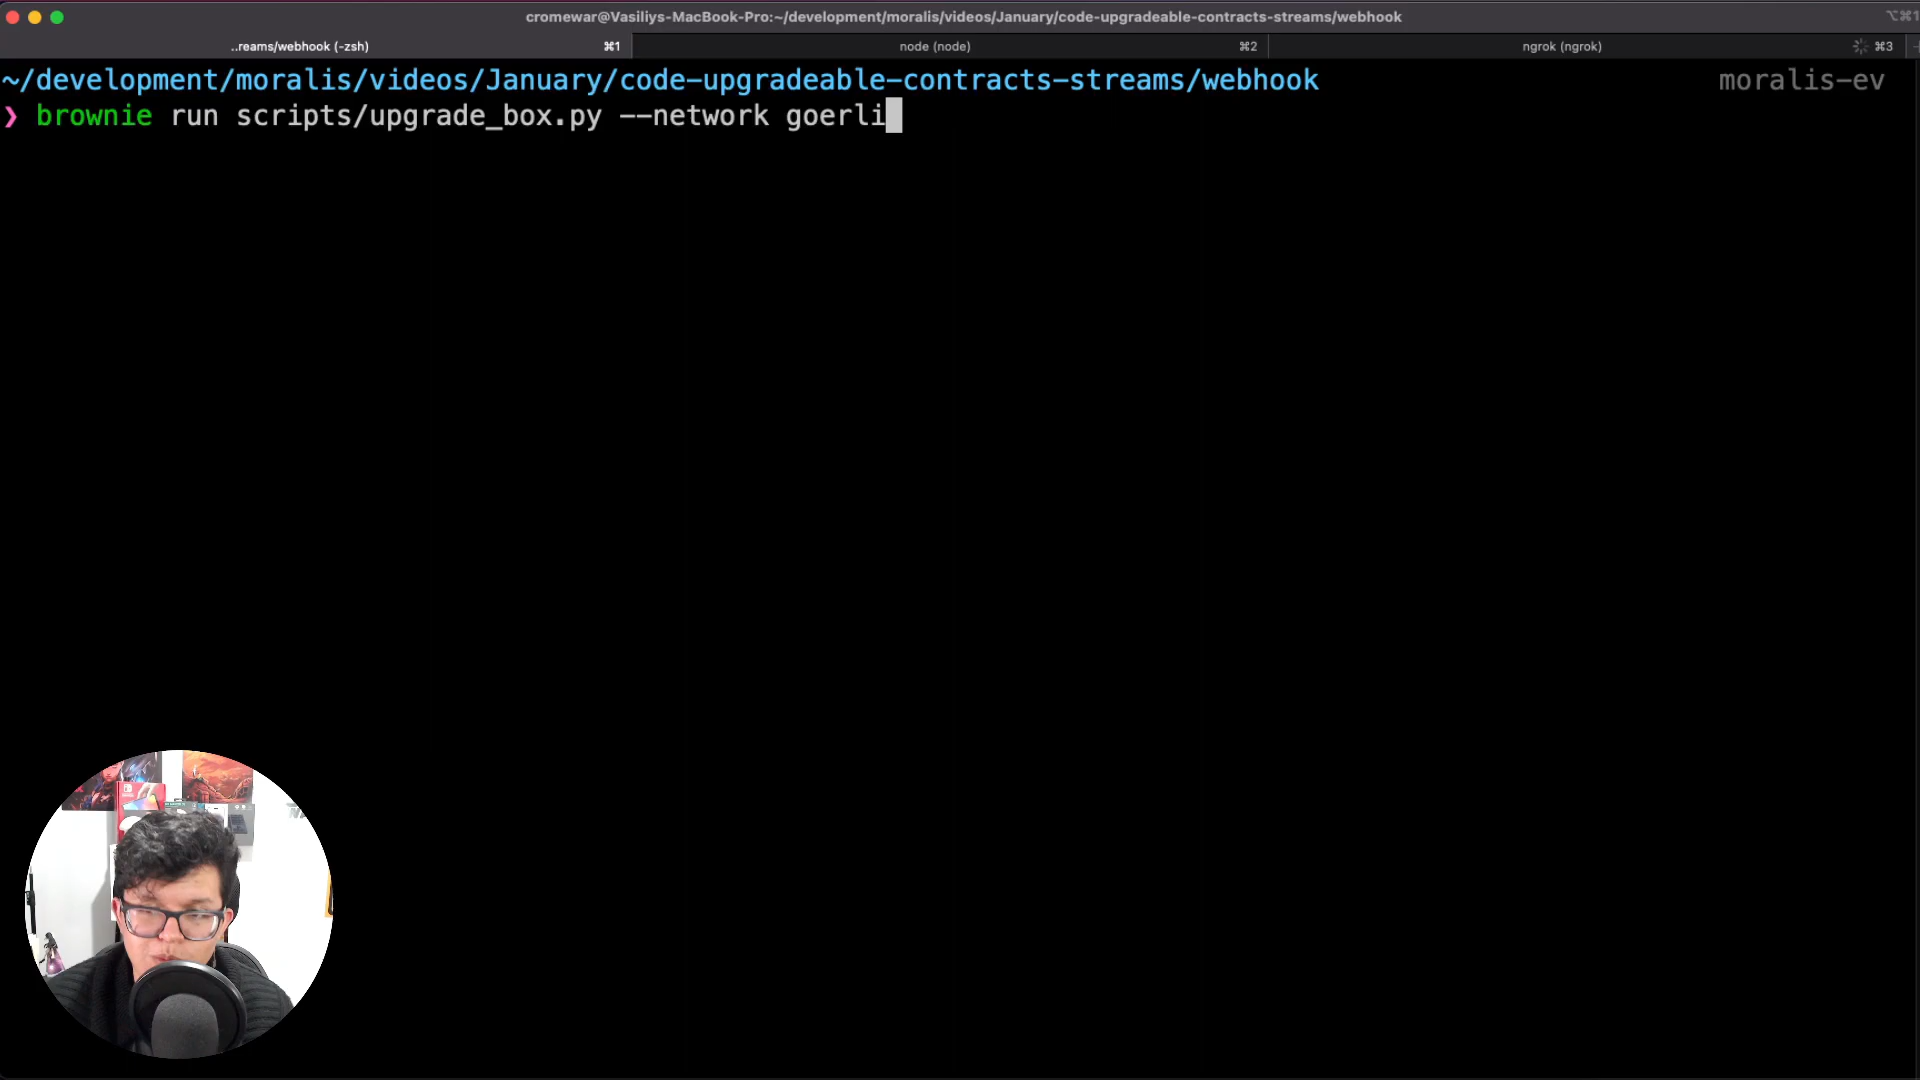 cromewar@Vasiliys-MacBook-Pro:~/development/moralis/videos/January/code-upgradeable-contracts-streams/webhook
⌥⌘1
..reams/webhook (-zsh)
⌘1
node (node)
⌘2
ngrok (ngrok)
⌘3
~/development/moralis/videos/January/code-upgradeable-contracts-streams/webhook
moralis-ev
❯ brownie run scripts/upgrade_box.py --network goerli